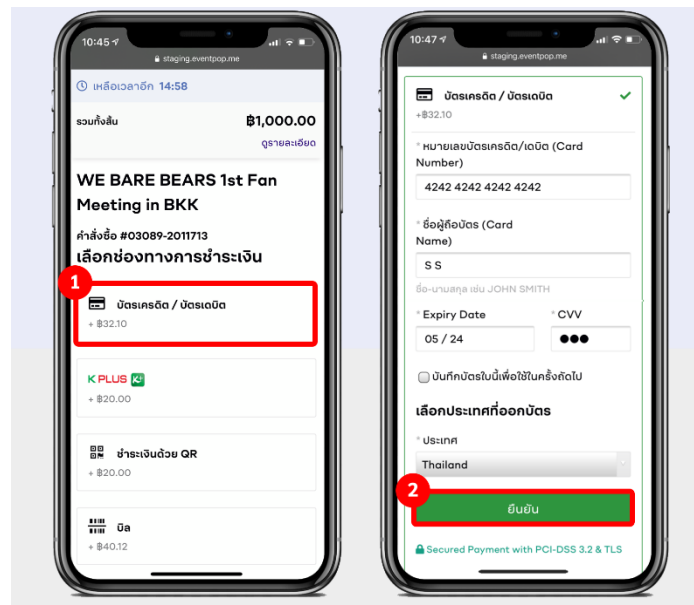 10:45
staging.eventpop.me
เหลือเวลาอีก 14:58
รวมทั้งสิ้น ฿1,000.00
ดูรายละเอียด
WE BARE BEARS 1st Fan
Meeting in BKK
คำสั่งซื้อ #03089-2011713
เลือกช่องทางการชำระเงิน
1
บัตรเครดิต / บัตรเดบิต
+ ฿32.10
K PLUS K+
+ ฿20.00
ชำระเงินด้วย QR
+ ฿20.00
บิล
+ ฿40.12
10:47
staging.eventpop.me
บัตรเครดิต / บัตรเดบิต
+฿32.10
* หมายเลขบัตรเครดิต/เดบิต (Card
Number)
4242 4242 4242 4242
* ชื่อผู้ถือบัตร (Card
Name)
S S
ชื่อ-นามสกุล เช่น JOHN SMITH
* Expiry Date * CVV
05 / 24 ●●●
บันทึกบัตรใบนี้เพื่อใช้ในครั้งถัดไป
เลือกประเทศที่ออกบัตร
* ประเทศ
Thailand
2
ยืนยัน
Secured Payment with PCI-DSS 3.2 & TLS